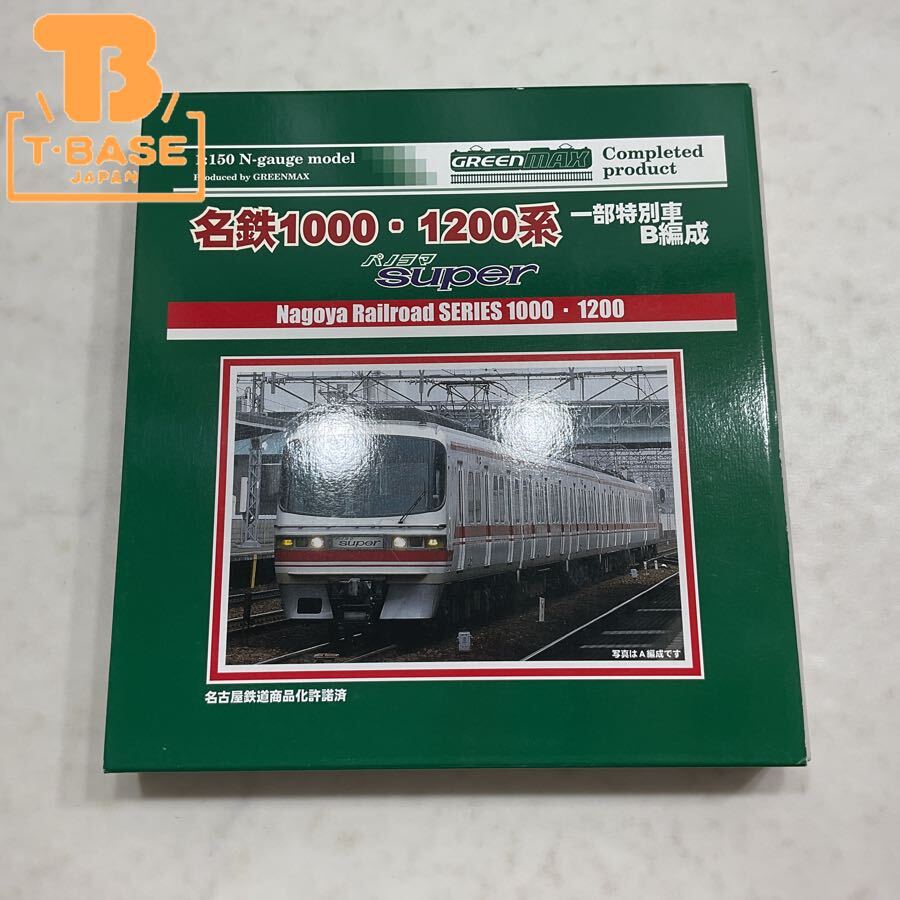 TB
T·BASE
JAPAN
1:150 N-gauge model
Produced by GREENMAX
GREENMAX
Completed
product
名鉄1000・1200系
一部特別車
B編成
パノラマ
super
Nagoya Railroad SERIES 1000・1200
super
写真はA編成です
名古屋鉄道商品化許諾済